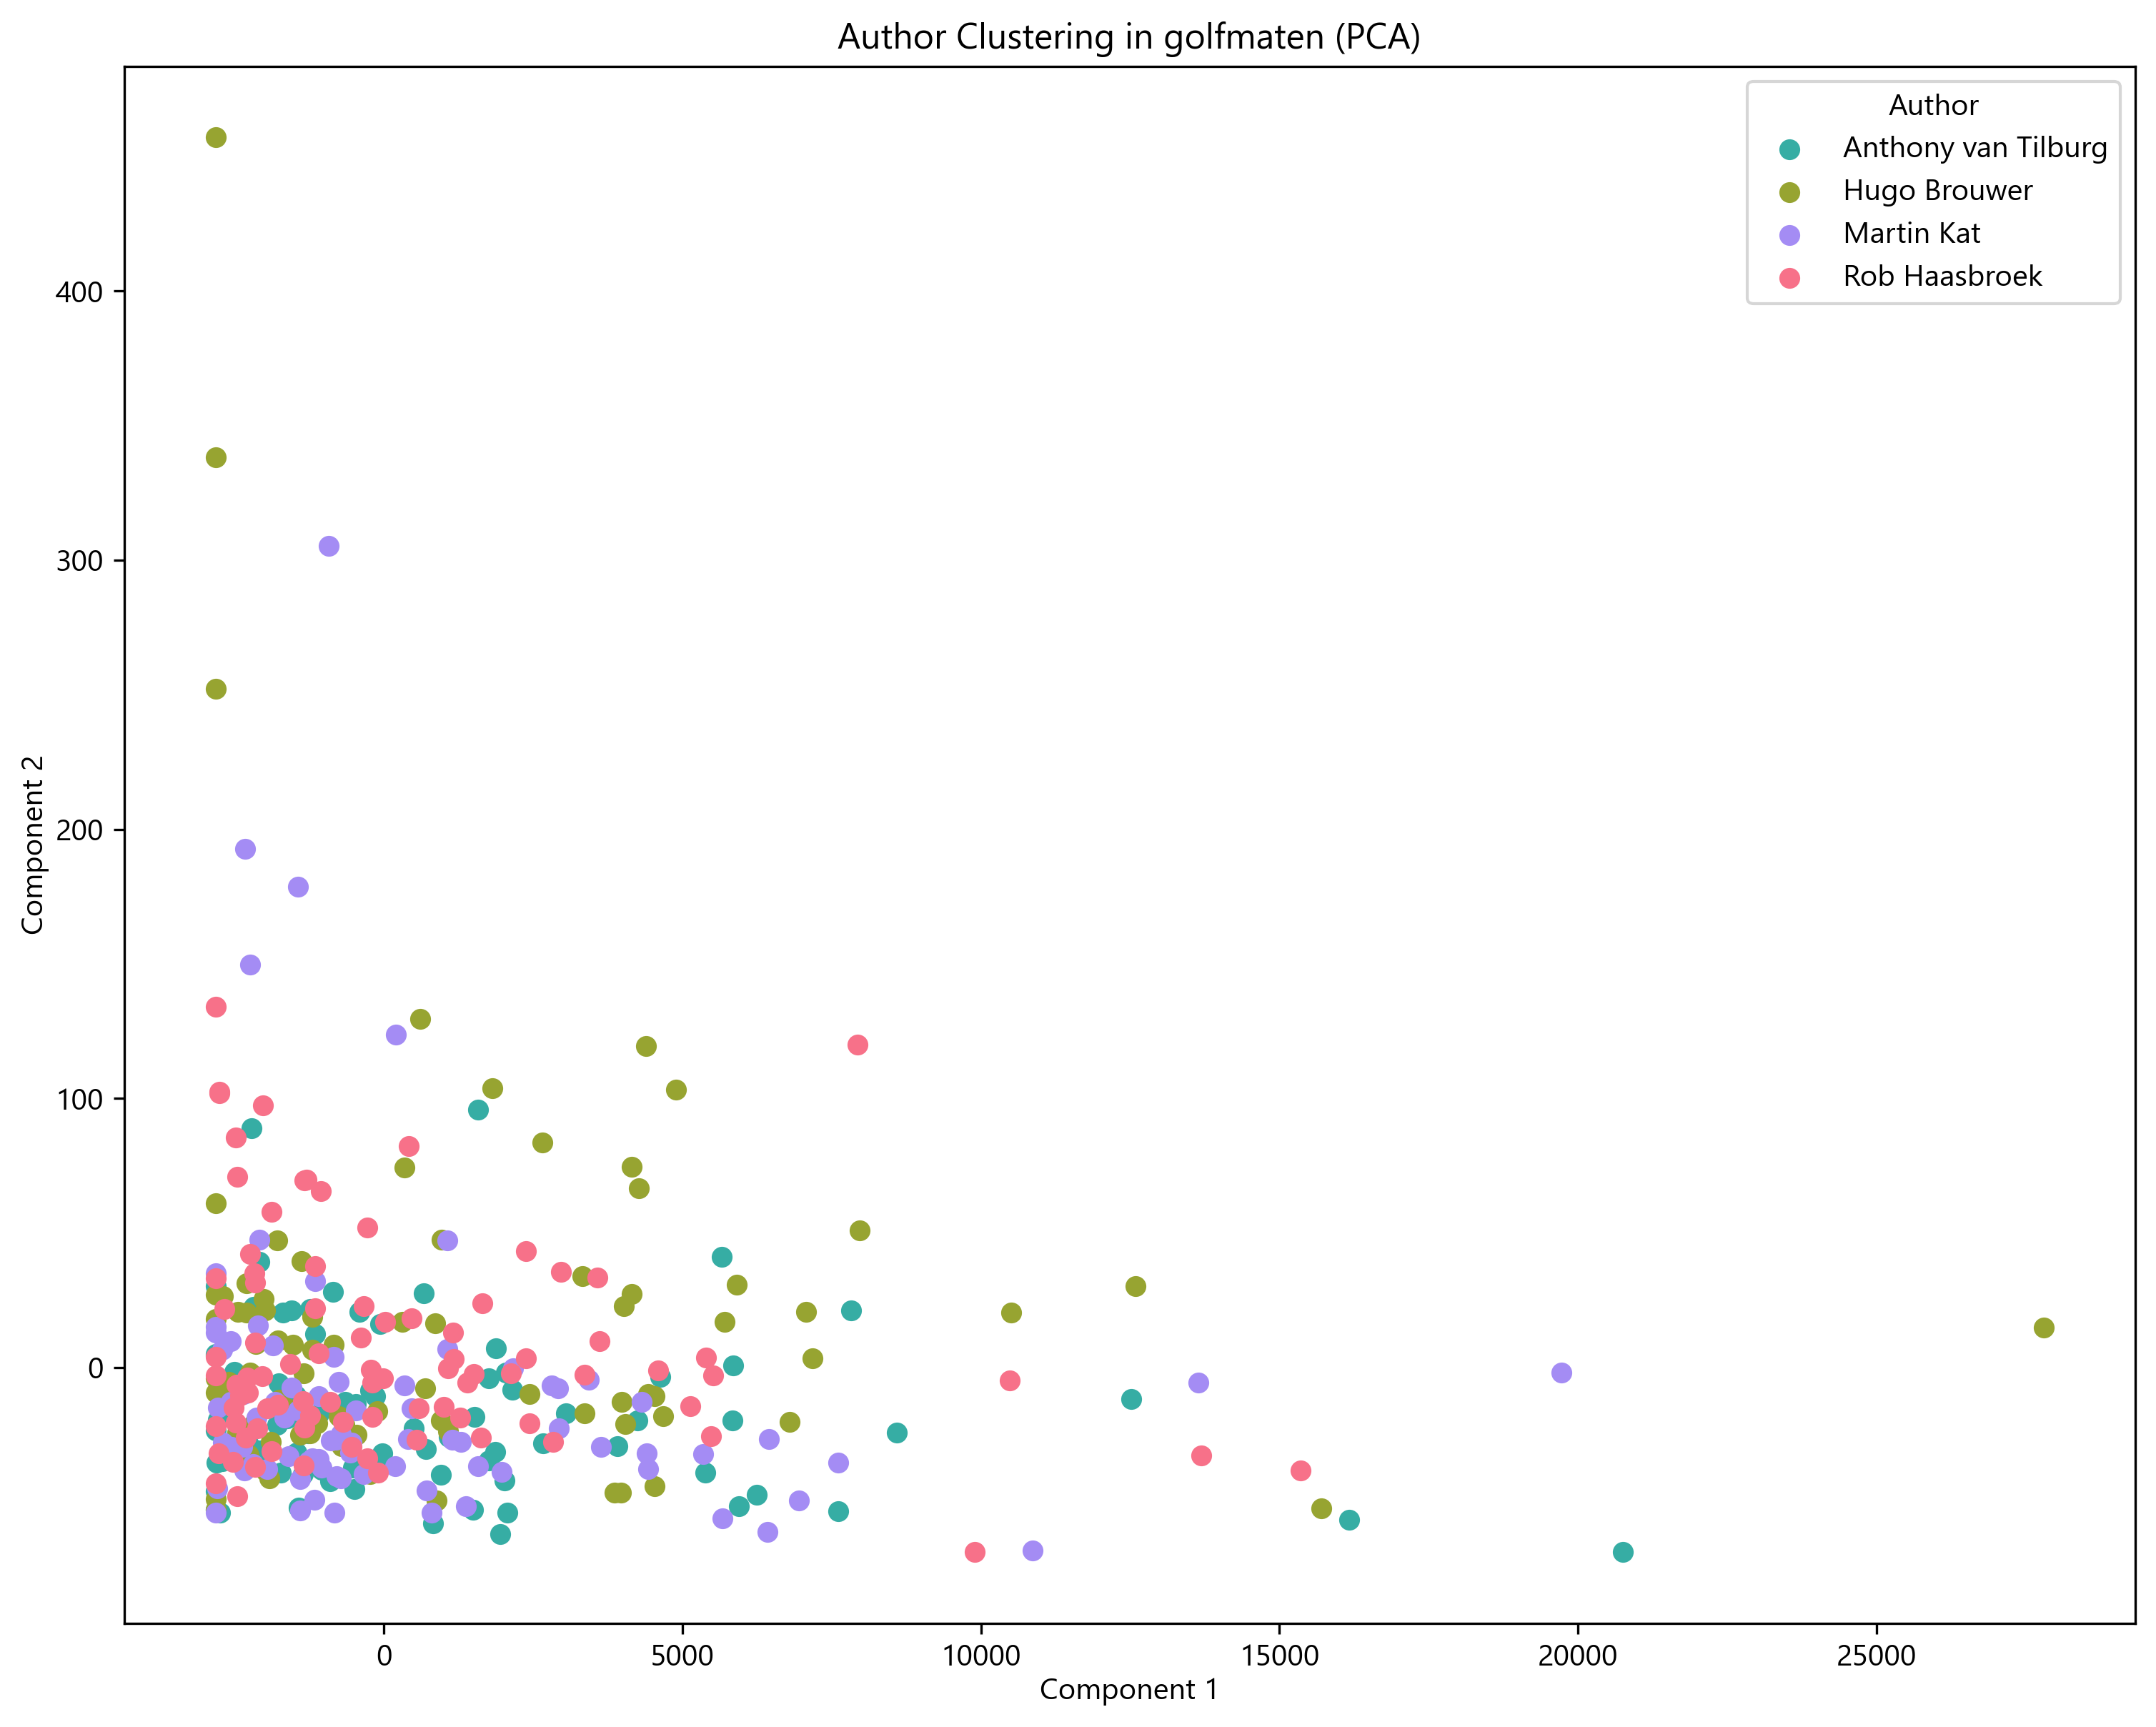 Author Clustering in golfmaten (PCA)
Author
Anthony van Tilburg
Hugo Brouwer
Martin Kat
Rob Haasbroek
Component 2
400
300
200
100
0
0
5000
10000
15000
20000
25000
Component 1